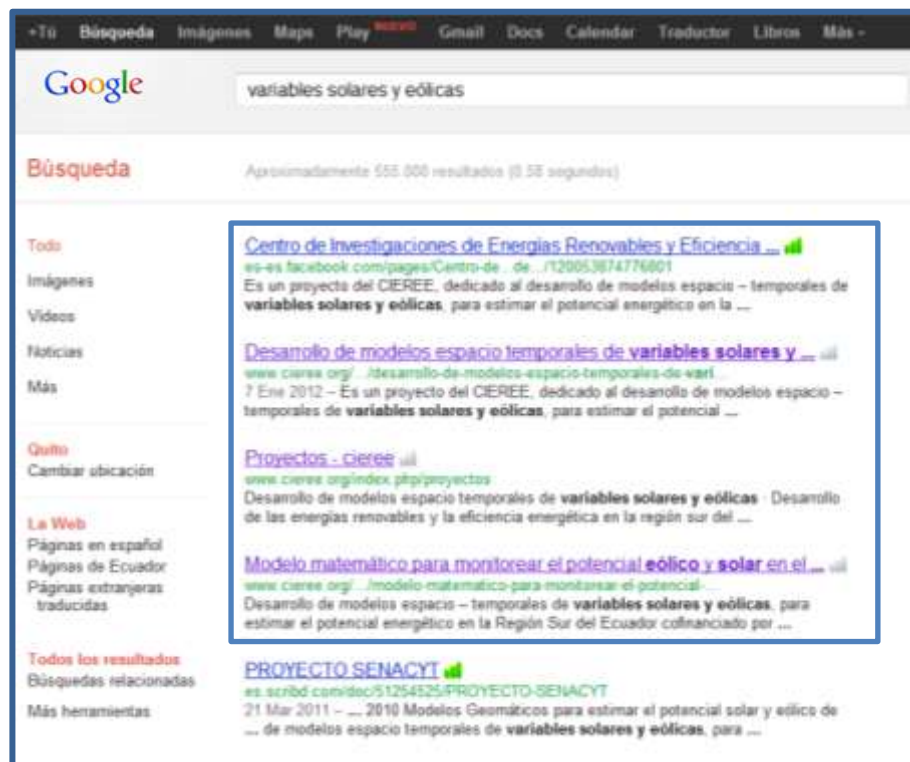 +Tú Búsqueda Imágenes Maps Play NUEVO Gmail Docs Calendar Traductor Libros Más
Google
variables solares y eólicas
Búsqueda
Aproximadamente 555.000 resultados (0.58 segundos)
Todo
Imágenes
Videos
Noticias
Más
Quito
Cambiar ubicación
La Web
Páginas en español
Páginas de Ecuador
Páginas extranjeras
traducidas
Todos los resultados
Búsquedas relacionadas
Más herramientas
Centro de Investigaciones de Energías Renovables y Eficiencia ...
es-es.facebook.com/pages/Centro-de...de.../120053874776801
Es un proyecto del CIEREE, dedicado al desarrollo de modelos espacio – temporales de
variables solares y eólicas, para estimar el potencial energético en la ...
Desarrollo de modelos espacio temporales de variables solares y ...
www.cieree.org/.../desarrollo-de-modelos-espacio-temporales-de-vari...
7 Ene 2012 – Es un proyecto del CIEREE, dedicado al desarrollo de modelos espacio –
temporales de variables solares y eólicas, para estimar el potencial ...
Proyectos - cieree
www.cieree.org/index.php/proyectos
Desarrollo de modelos espacio temporales de variables solares y eólicas · Desarrollo
de las energías renovables y la eficiencia energética en la región sur del ...
Modelo matemático para monitorear el potencial eólico y solar en el ...
www.cieree.org/.../modelo-matematico-para-monitorear-el-potencial-...
Desarrollo de modelos espacio – temporales de variables solares y eólicas, para
estimar el potencial energético en la Región Sur del Ecuador cofinanciado por ...
PROYECTO SENACYT
es.scribd.com/doc/51254525/PROYECTO-SENACYT
21 Mar 2011 – ... 2010 Modelos Geomáticos para estimar el potencial solar y eólico de
... de modelos espacio temporales de variables solares y eólicas, para ...